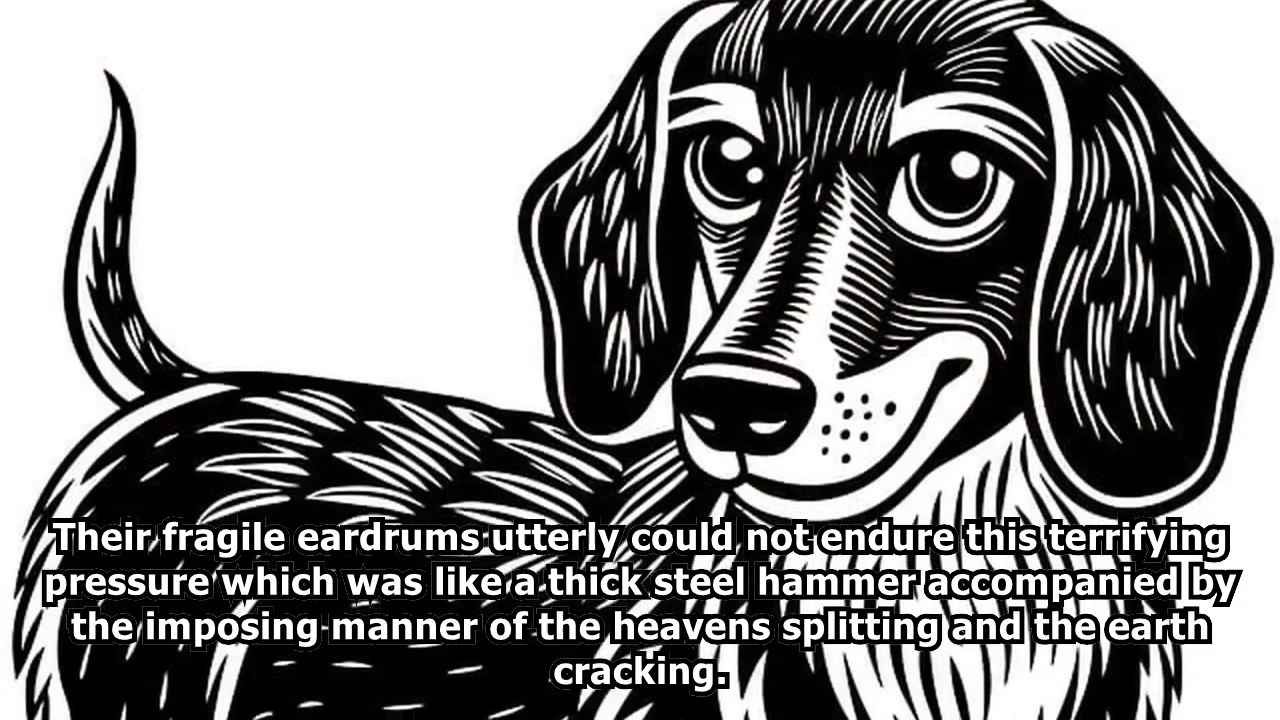 Their fragile eardrums utterly could not endure this terrifying
pressure which was like a thick steel hammer accompanied by
the imposing manner of the heavens splitting and the earth
cracking.